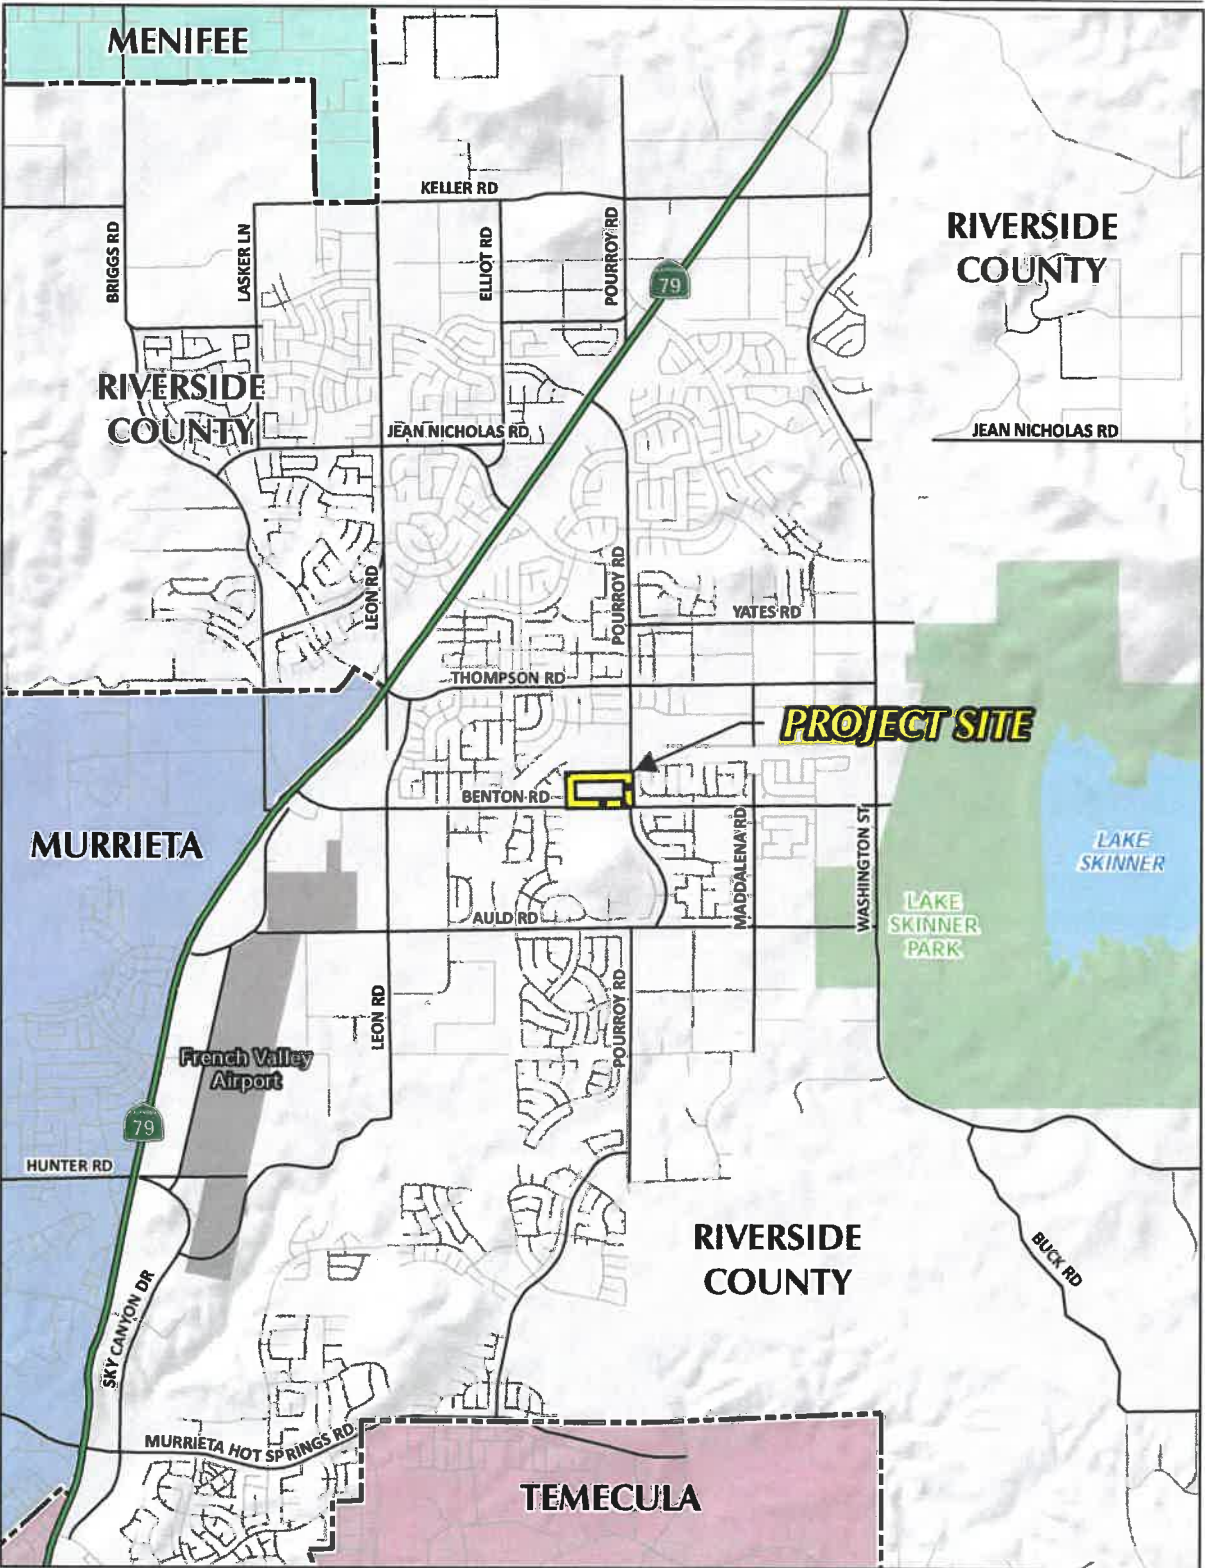 MENIFEE
KELLER RD
BRIGGS RD
LASKER LN
ELLIOT RD
POURROY RD
RIVERSIDE
COUNTY
79
RIVERSIDE
COUNTY
JEAN NICHOLAS RD
JEAN NICHOLAS RD
LEON RD
POURROY RD
YATES RD
THOMPSON RD
PROJECT SITE
BENTON RD
MURRIETA
MADDALENA RD
WASHINGTON ST
LAKE
SKINNER
LAKE
SKINNER
PARK
AULD RD
LEON RD
POURROY RD
French Valley
Airport
79
HUNTER RD
RIVERSIDE
COUNTY
BUCK RD
SKY CANYON DR
MURRIETA HOT SPRINGS RD
TEMECULA